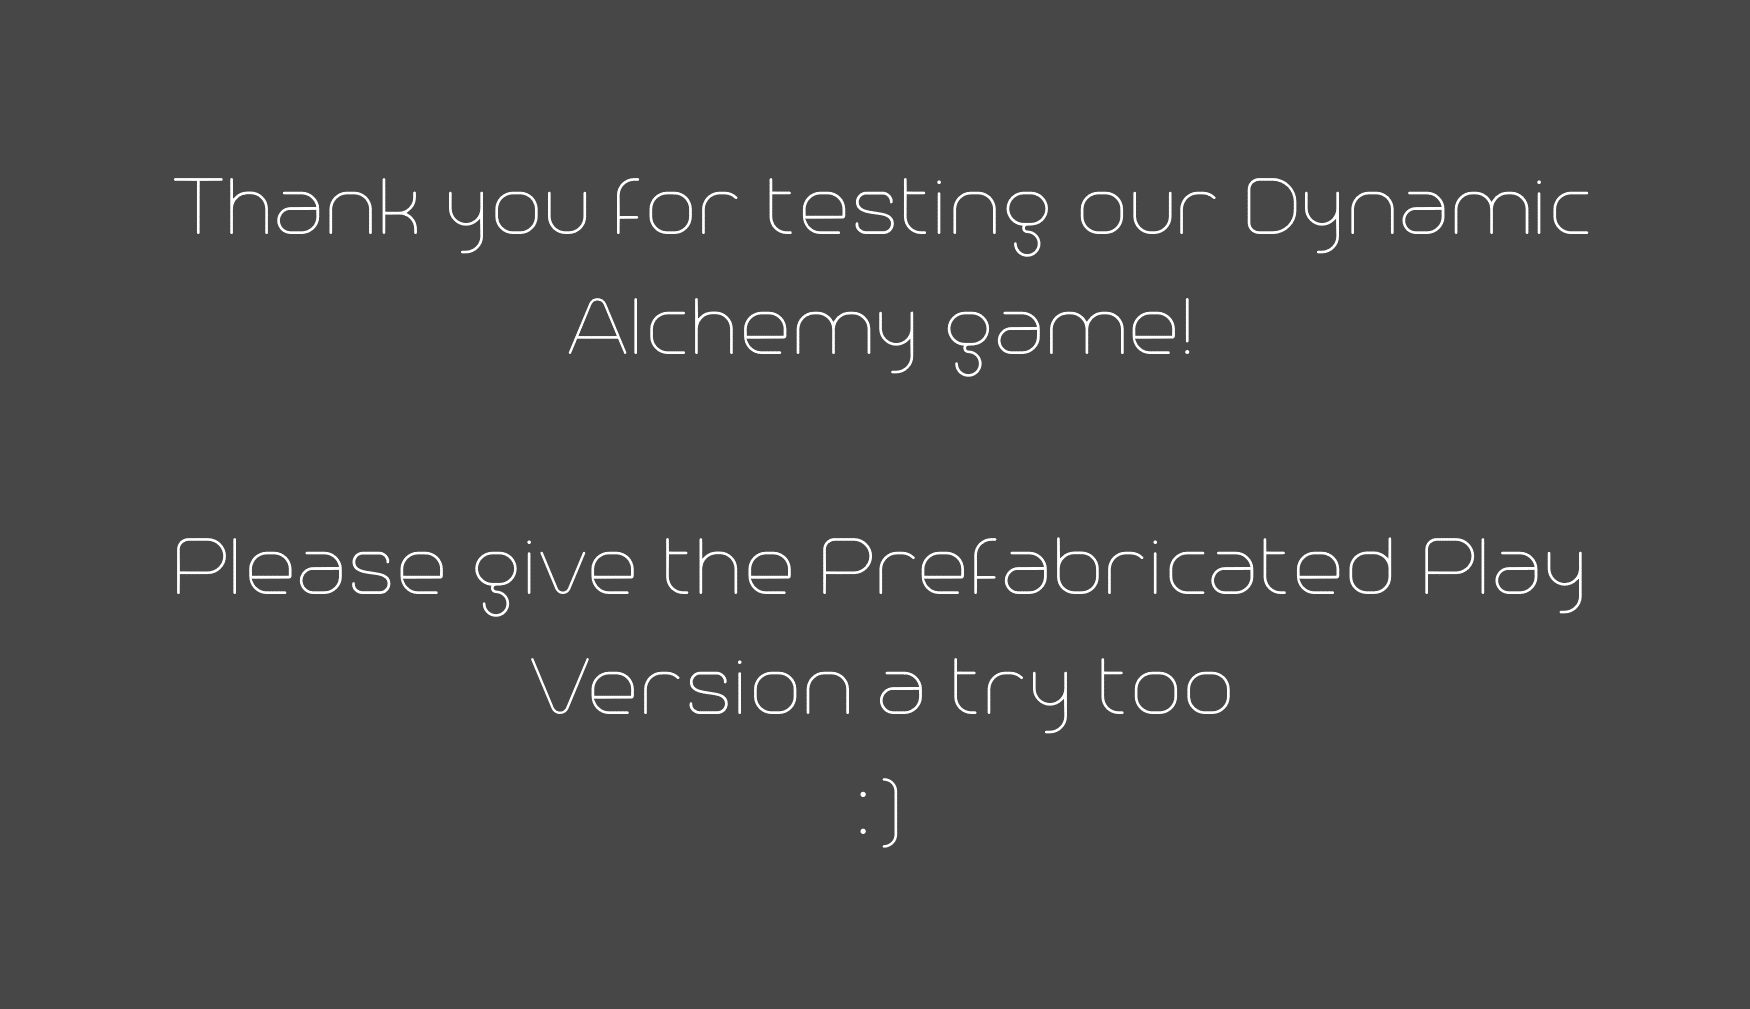 Thank you for testing our Dynamic
Alchemy game!
Please give the Prefabricated Play
Version a try too
:)